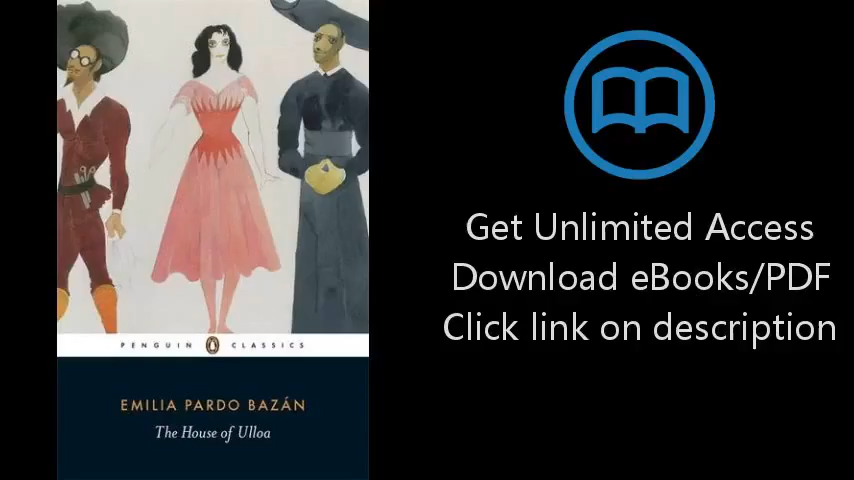 PENGUIN CLASSICS
EMILIA PARDO BAZÁN
The House of Ulloa
Get Unlimited Access
Download eBooks/PDF
Click link on description